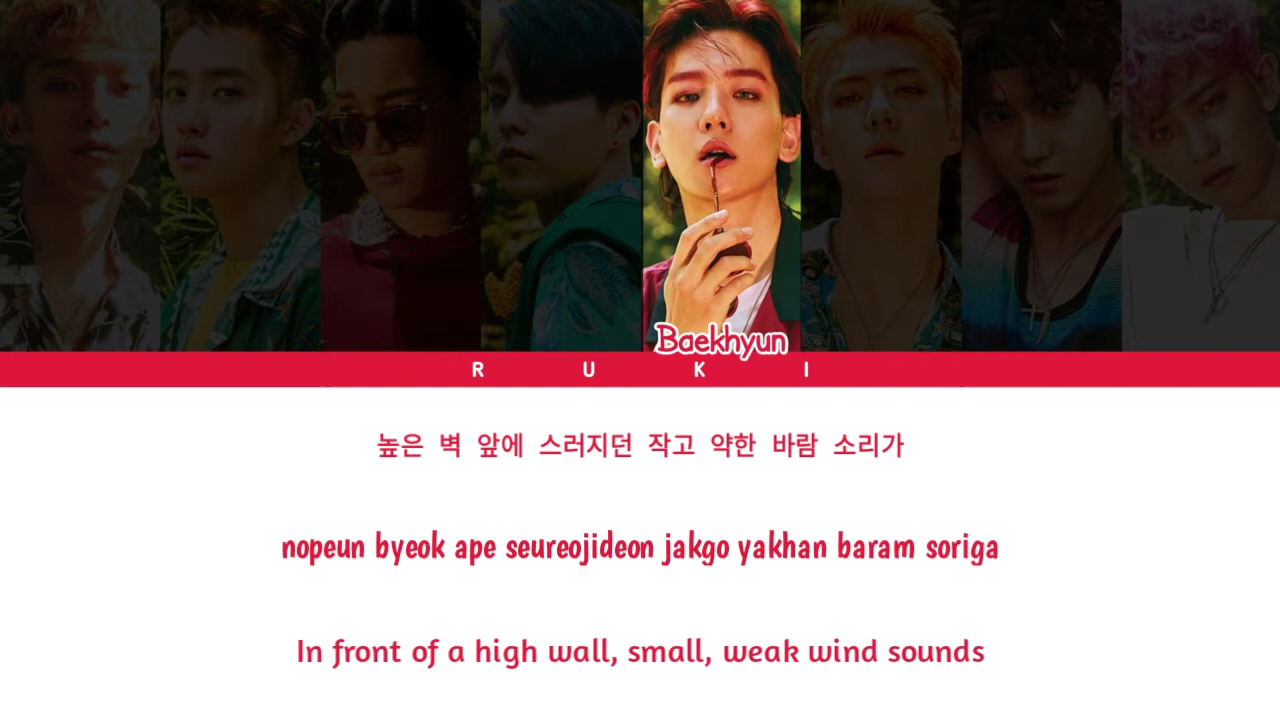 Baekhyun
R U K I
높은 벽 앞에 스러지던 작고 약한 바람 소리가
nopeun byeok ape seureojideon jakgo yakhan baram soriga
In front of a high wall, small, weak wind sounds